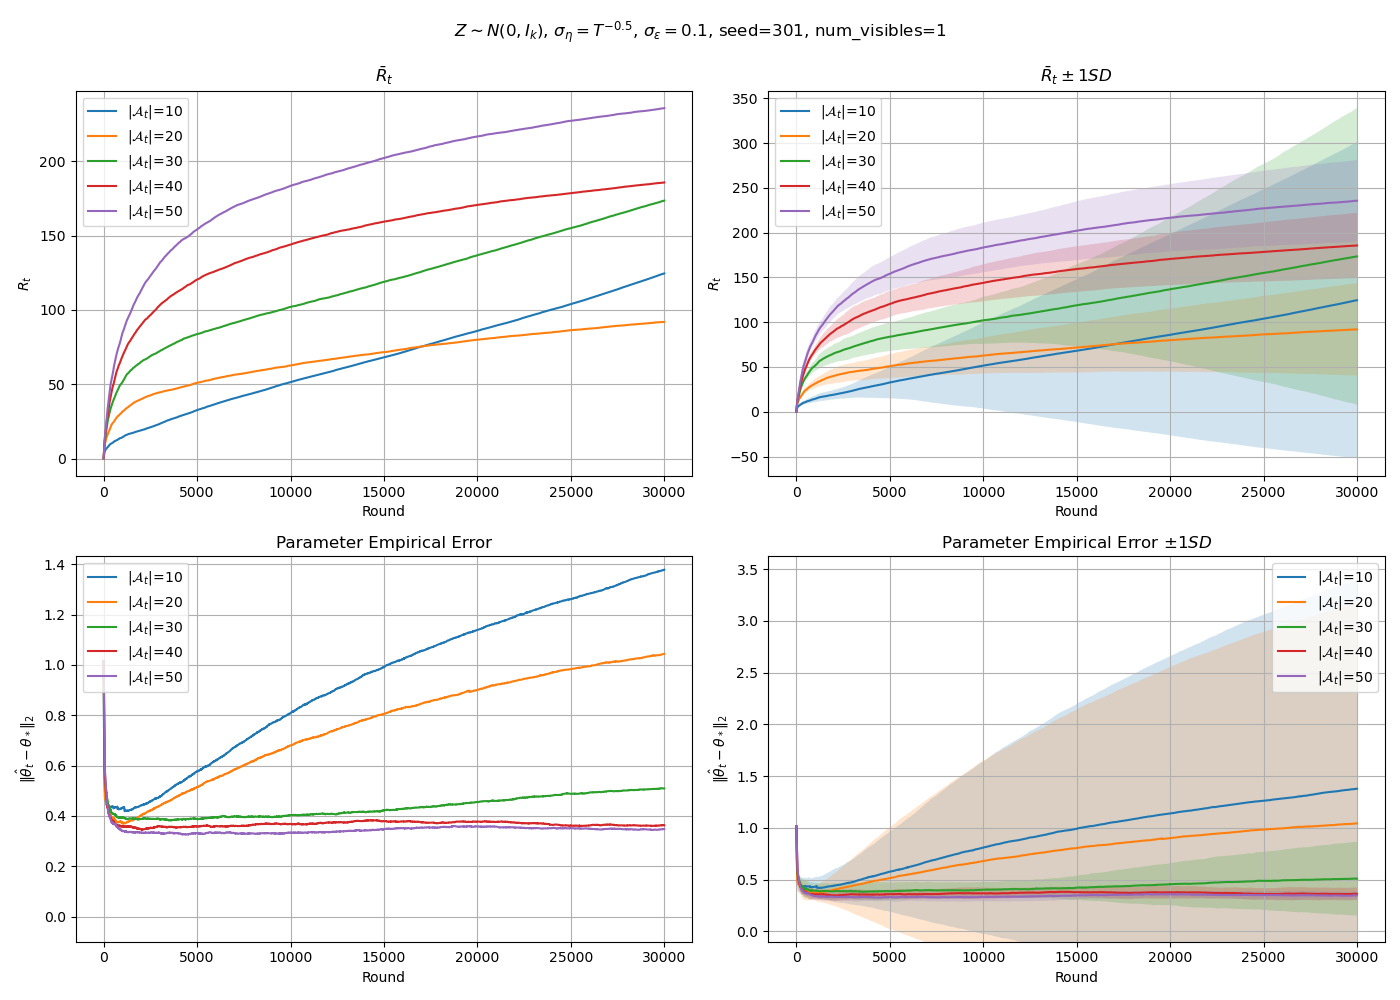 Z ∼ N(0, I_k), σ_η = T^{−0.5}, σ_ε = 0.1, seed=301, num_visibles=1
R̄_t
R_t
200
150
100
50
0
|𝒜_t|=10
|𝒜_t|=20
|𝒜_t|=30
|𝒜_t|=40
|𝒜_t|=50
0 5000 10000 15000 20000 25000 30000
Round
R̄_t ± 1SD
R_t
350
300
250
200
150
100
50
0
−50
|𝒜_t|=10
|𝒜_t|=20
|𝒜_t|=30
|𝒜_t|=40
|𝒜_t|=50
0 5000 10000 15000 20000 25000 30000
Round
Parameter Empirical Error
‖θ̂_t − θ_*‖_2
1.4
1.2
1.0
0.8
0.6
0.4
0.2
0.0
|𝒜_t|=10
|𝒜_t|=20
|𝒜_t|=30
|𝒜_t|=40
|𝒜_t|=50
0 5000 10000 15000 20000 25000 30000
Round
Parameter Empirical Error ±1SD
‖θ̂_t − θ_*‖_2
3.5
3.0
2.5
2.0
1.5
1.0
0.5
0.0
|𝒜_t|=10
|𝒜_t|=20
|𝒜_t|=30
|𝒜_t|=40
|𝒜_t|=50
0 5000 10000 15000 20000 25000 30000
Round